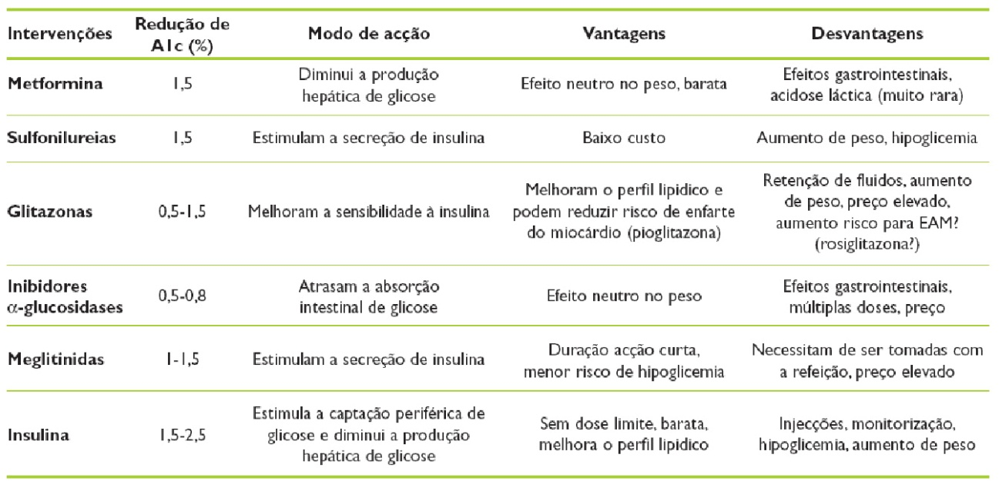 Intervenções
Redução de
A1c (%)
Modo de acção
Vantagens
Desvantagens
Metformina
1,5
Diminui a produção
hepática de glicose
Efeito neutro no peso, barata
Efeitos gastrointestinais,
acidose láctica (muito rara)
Sulfonilureias
1,5
Estimulam a secreção de insulina
Baixo custo
Aumento de peso, hipoglicemia
Glitazonas
0,5-1,5
Melhoram a sensibilidade à insulina
Melhoram o perfil lipidico e
podem reduzir risco de enfarte
do miocárdio (pioglitazona)
Retenção de fluidos, aumento
de peso, preço elevado,
aumento risco para EAM?
(rosiglitazona?)
Inibidores
α-glucosidases
0,5-0,8
Atrasam a absorção
intestinal de glicose
Efeito neutro no peso
Efeitos gastrointestinais,
múltiplas doses, preço
Meglitinidas
1-1,5
Estimulam a secreção de insulina
Duração acção curta,
menor risco de hipoglicemia
Necessitam de ser tomadas com
a refeição, preço elevado
Insulina
1,5-2,5
Estimula a captação periférica de
glicose e diminui a produção
hepática de glicose
Sem dose limite, barata,
melhora o perfil lipidico
Injecções, monitorização,
hipoglicemia, aumento de peso